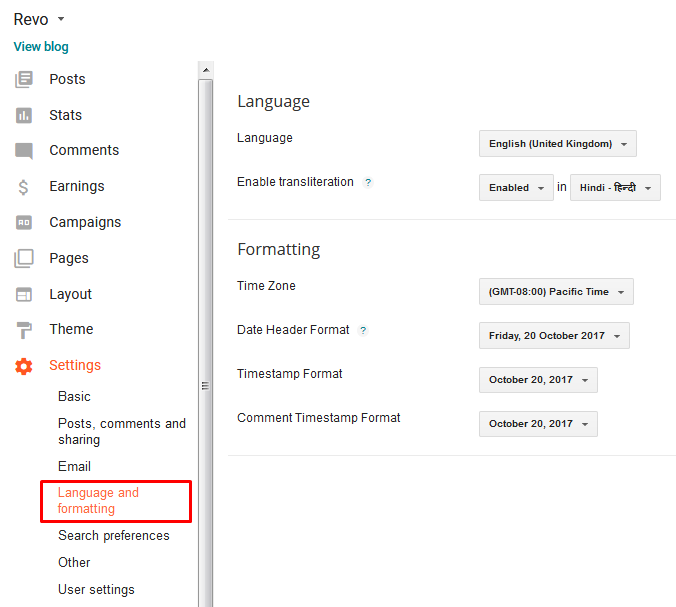 Revo
View blog
Posts
Stats
Comments
Earnings
Campaigns
Pages
Layout
Theme
Settings
Basic
Posts, comments and
sharing
Email
Language and
formatting
Search preferences
Other
User settings
Language
Language English (United Kingdom)
Enable transliteration ? Enabled in Hindi - हिन्दी
Formatting
Time Zone (GMT-08:00) Pacific Time
Date Header Format ? Friday, 20 October 2017
Timestamp Format October 20, 2017
Comment Timestamp Format October 20, 2017